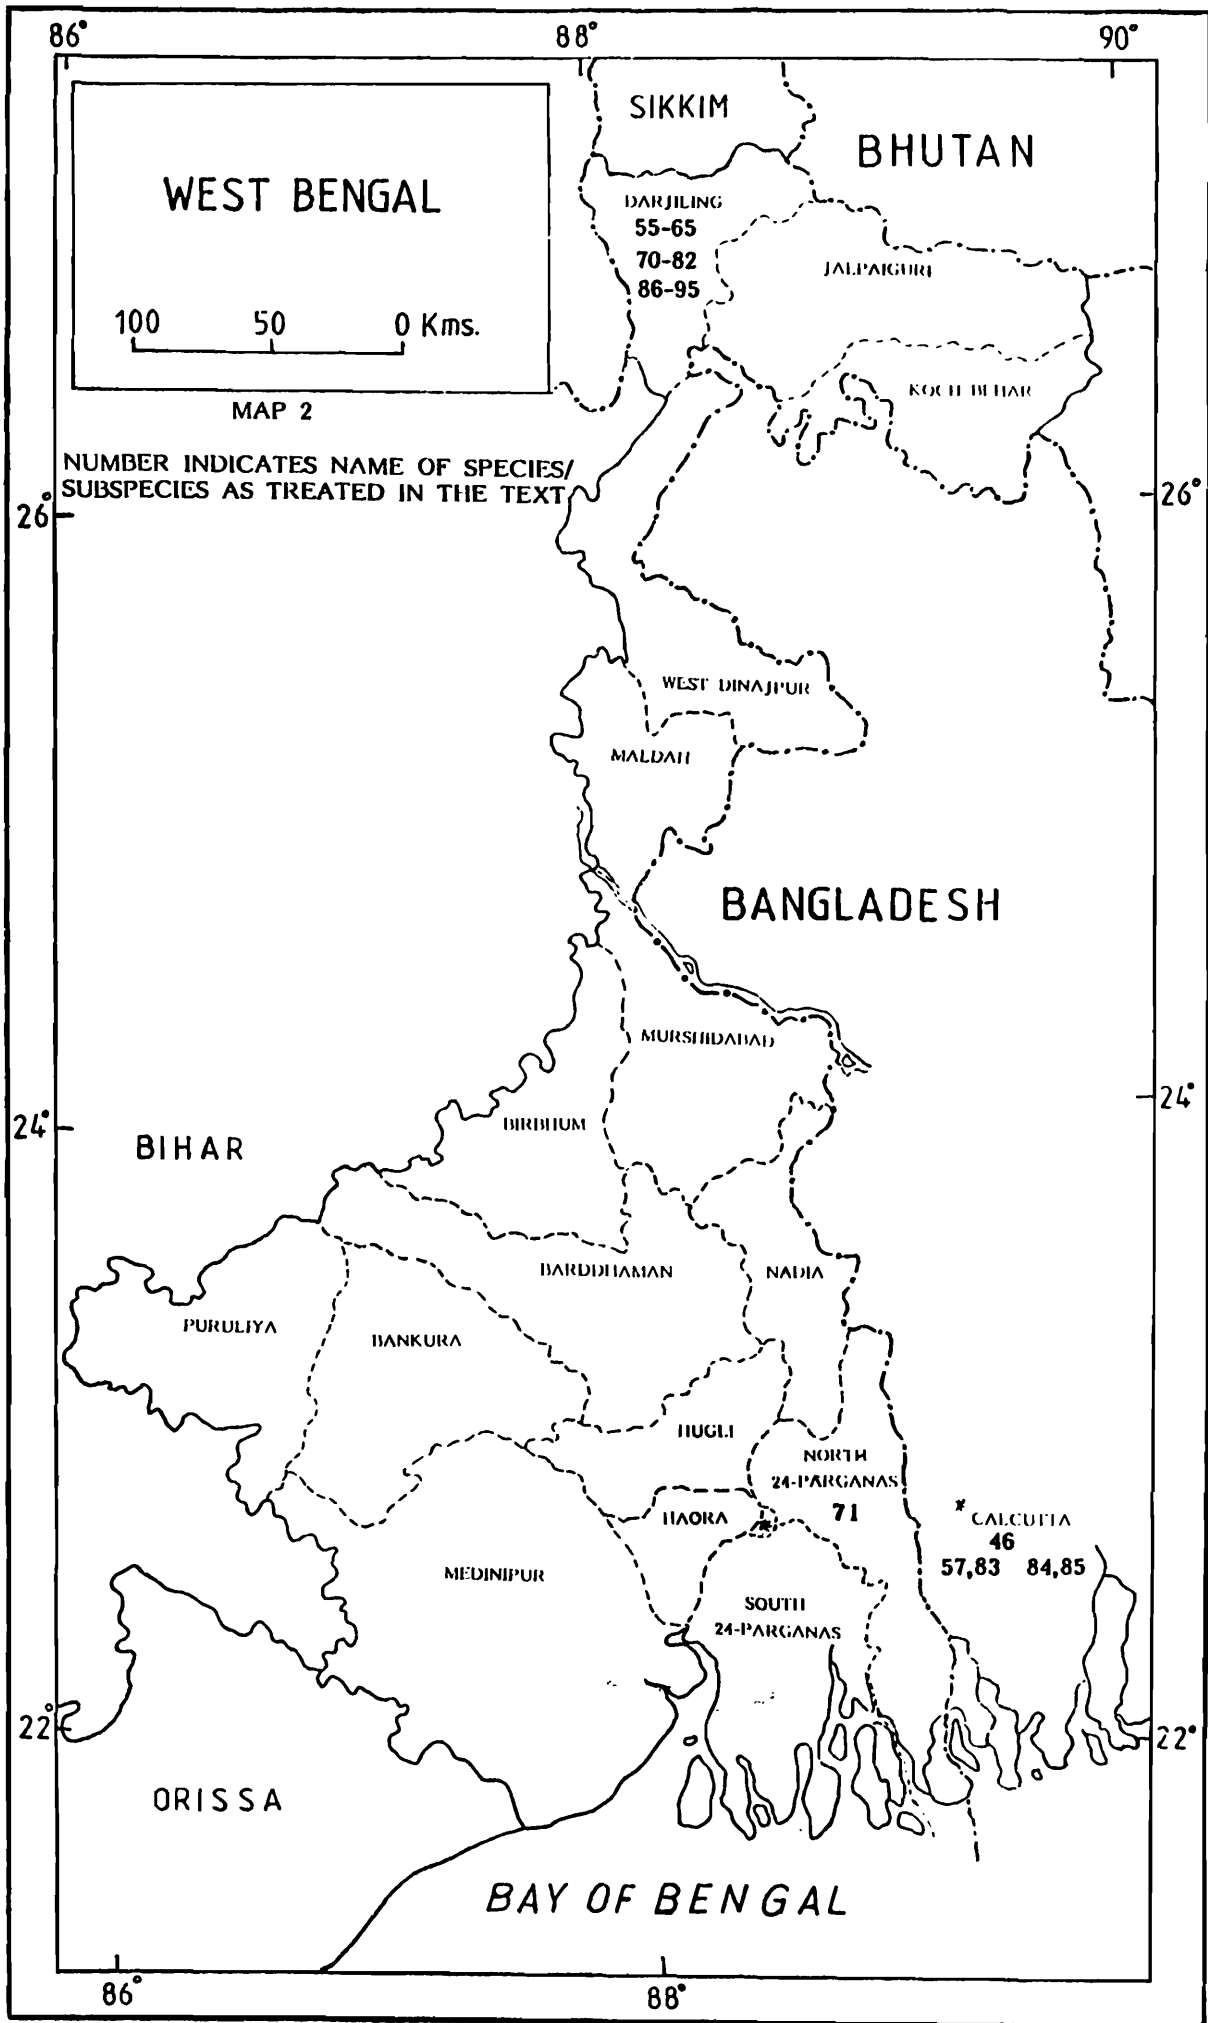 86° 88° 90°
SIKKIM
BHUTAN
WEST BENGAL
DARJILING
55-65
70-82
86-95
JALPAIGURI
100 50 0 Kms.
KOCH BIHAR
MAP 2
NUMBER INDICATES NAME OF SPECIES/
SUBSPECIES AS TREATED IN THE TEXT
26° 26°
WEST DINAJPUR
MALDAH
BANGLADESH
MURSHIDABAD
24° 24°
BIRBHUM
BIHAR
BARDDHAMAN
NADIA
PURULIYA
BANKURA
HUGLI
NORTH
24-PARGANAS
71
HAORA
* CALCUTTA
46
57,83 84,85
MEDINIPUR
SOUTH
24-PARGANAS
22° 22°
ORISSA
BAY OF BENGAL
86° 88°